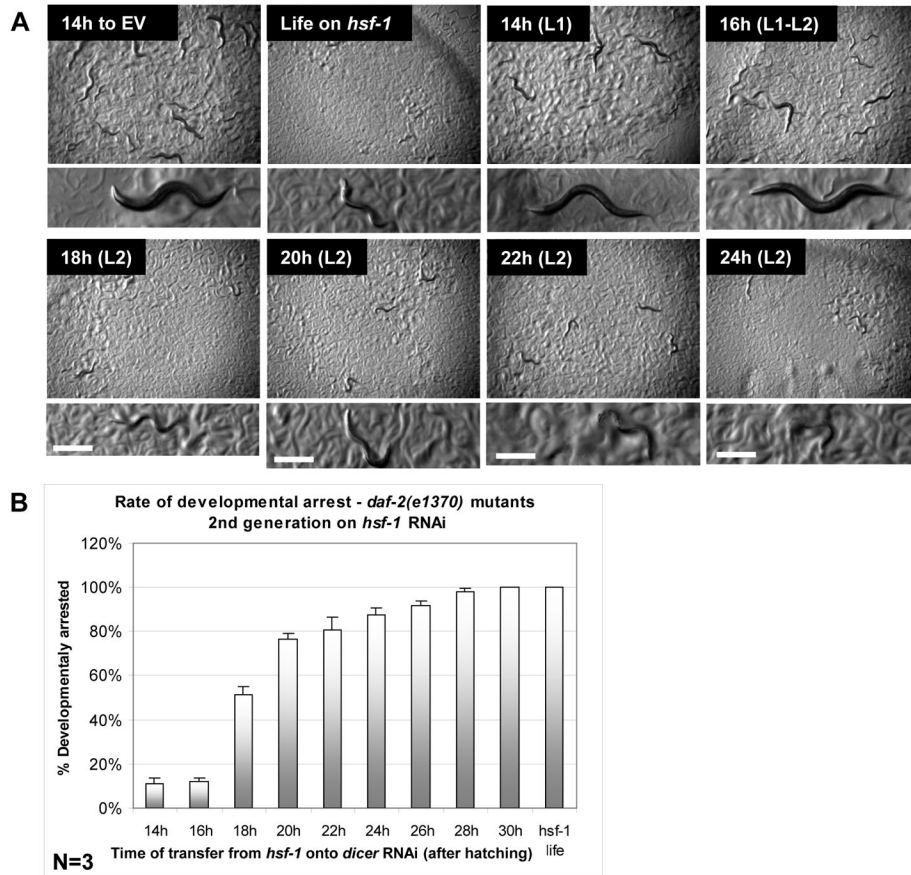 A
14h to EV
Life on hsf-1
14h (L1)
16h (L1-L2)
18h (L2)
20h (L2)
22h (L2)
24h (L2)
B
Rate of developmental arrest - daf-2(e1370) mutants
2nd generation on hsf-1 RNAi
120%
100%
80%
60%
40%
20%
0%
% Developmentaly arrested
14h 16h 18h 20h 22h 24h 26h 28h 30h hsf-1 life
Time of transfer from hsf-1 onto dicer RNAi (after hatching)
N=3